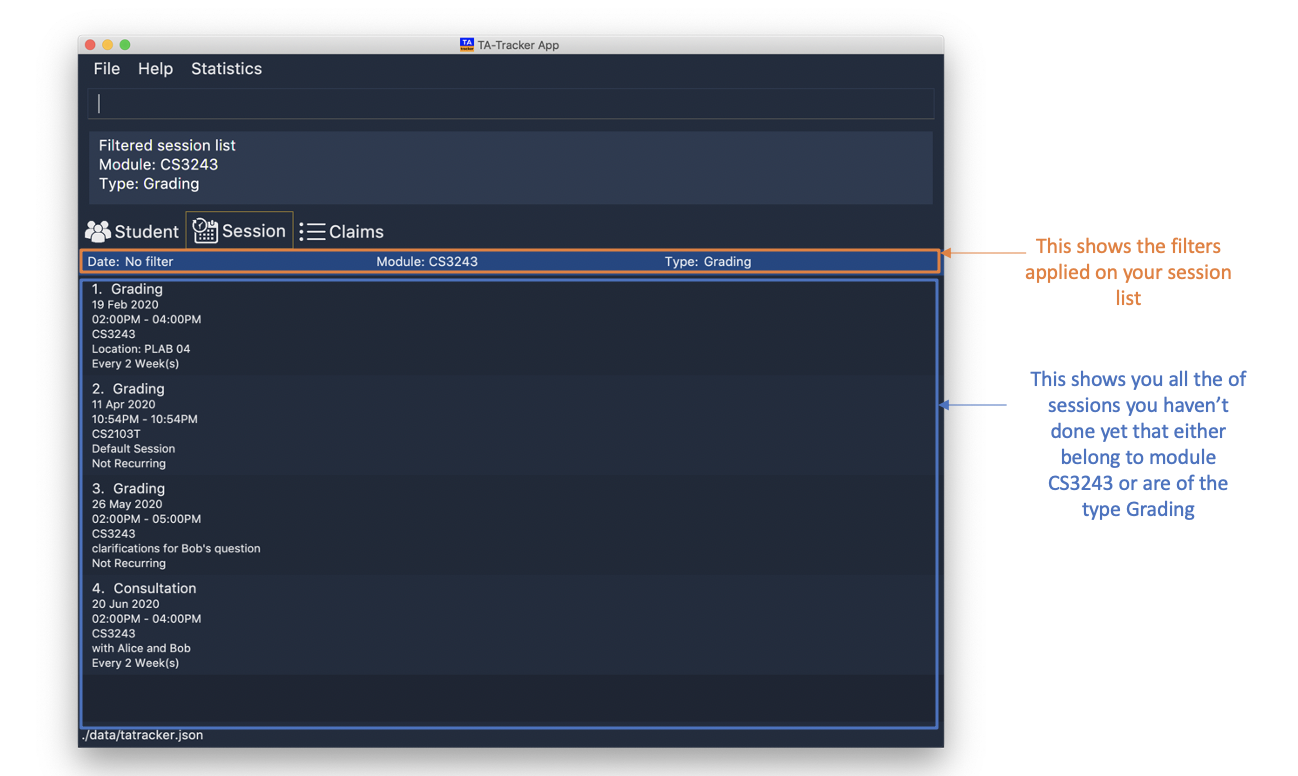 TA-Tracker App
File Help Statistics
Filtered session list
Module: CS3243
Type: Grading
Student Session Claims
Date: No filter Module: CS3243 Type: Grading
1. Grading
19 Feb 2020
02:00PM - 04:00PM
CS3243
Location: PLAB 04
Every 2 Week(s)
2. Grading
11 Apr 2020
10:54PM - 10:54PM
CS2103T
Default Session
Not Recurring
3. Grading
26 May 2020
02:00PM - 05:00PM
CS3243
clarifications for Bob's question
Not Recurring
4. Consultation
20 Jun 2020
02:00PM - 04:00PM
CS3243
with Alice and Bob
Every 2 Week(s)
./data/tatracker.json
This shows the filters
applied on your session
list
This shows you all the of
sessions you haven't
done yet that either
belong to module
CS3243 or are of the
type Grading